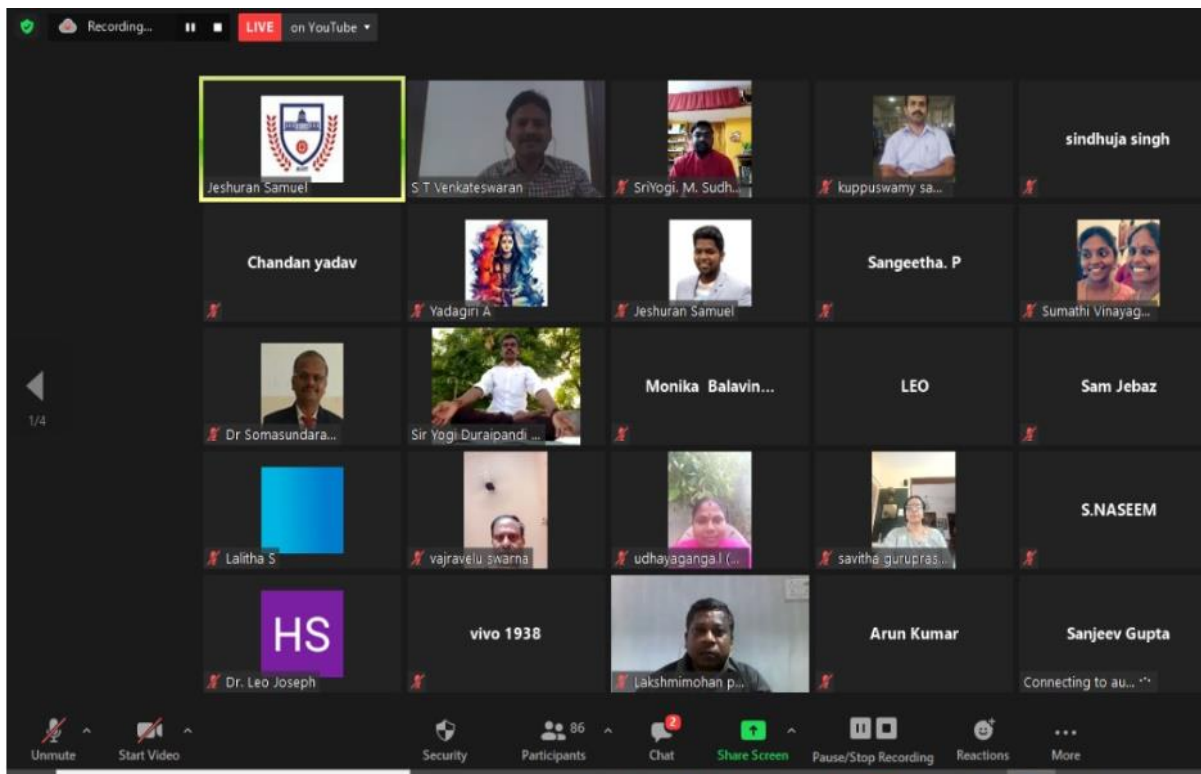 Recording...
LIVE on YouTube
Jeshuran Samuel
S T Venkateswaran
SriYogi. M. Sudh...
kuppuswamy sa...
sindhuja singh
Chandan yadav
Yadagiri A
Jeshuran Samuel
Sangeetha. P
Sumathi Vinayag...
Dr Somasundara...
Sir Yogi Duraipandi ...
Monika Balavin...
LEO
Sam Jebaz
1/4
Lalitha S
vajravelu swarna
udhayaganga.l (...
savitha gurupras...
S.NASEEM
HS
Dr. Leo Joseph
vivo 1938
Lakshmimohan p...
Arun Kumar
Sanjeev Gupta
Connecting to au...
Unmute
Start Video
Security
86
Participants
2
Chat
Share Screen
Pause/Stop Recording
Reactions
More